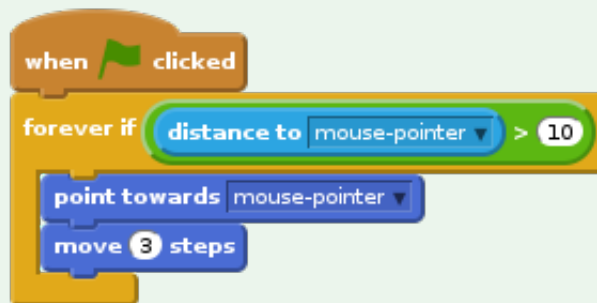 when clicked
forever if distance to mouse-pointer > 10
point towards mouse-pointer
move 3 steps